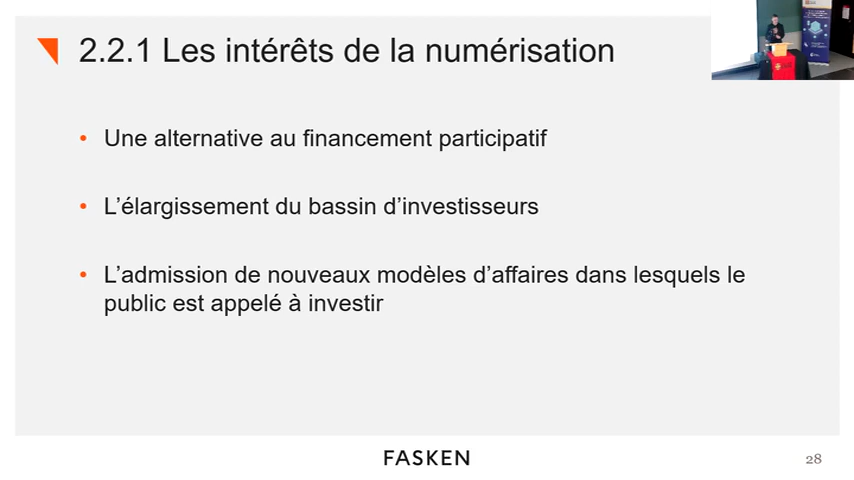 2.2.1 Les intérêts de la numérisation
• Une alternative au financement participatif
• L’élargissement du bassin d’investisseurs
• L’admission de nouveaux modèles d’affaires dans lesquels le
public est appelé à investir
FASKEN
28